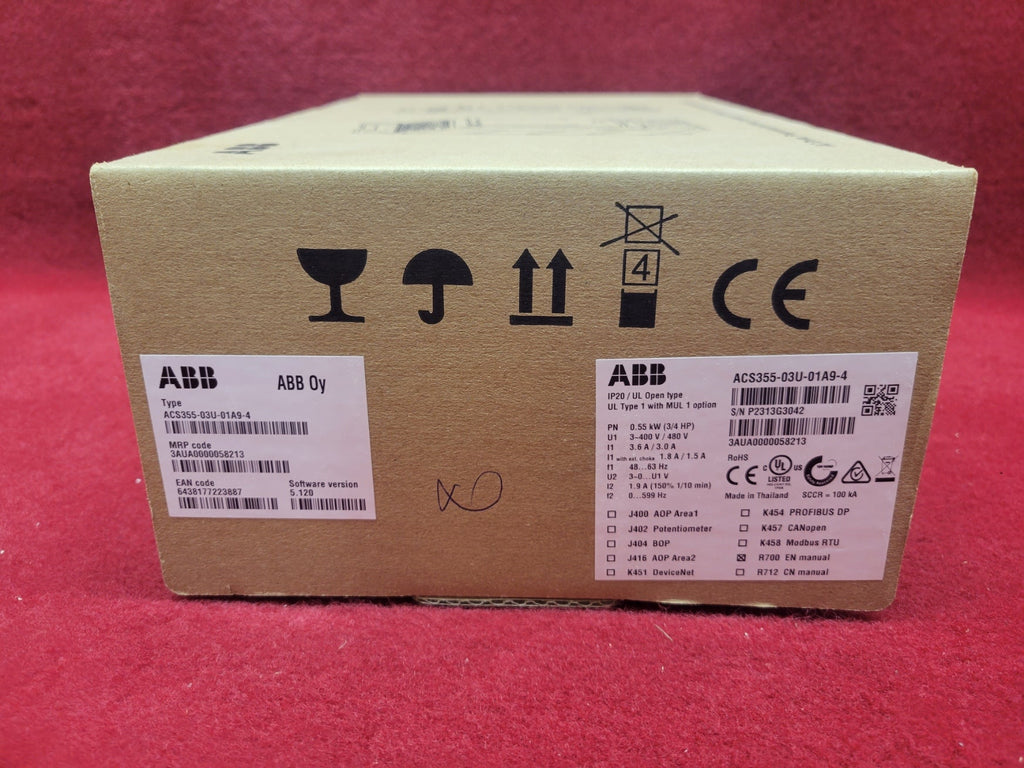 ABB
4
CE
ABB ABB Oy
Type
ACS355-03U-01A9-4
MRP code
3AUA0000058213
EAN code Software version
6438177223887 5.120
ABB ACS355-03U-01A9-4
IP20 / UL Open type
UL Type 1 with MUL 1 option
S/N P2313G3042
3AUA0000058213
PN 0.55 kW (3/4 HP)
U1 3~400 V / 480 V
I1 3.6 A / 3.0 A
I1 with ext. choke 1.8 A / 1.5 A
f1 48...63 Hz
U2 3~0...U1 V
I2 1.9 A (150% 1/10 min)
f2 0...599 Hz
RoHS
CE c UL US
LISTED
Made in Thailand SCCR = 100 kA
J400 AOP Area1
J402 Potentiometer
J404 BOP
J416 AOP Area2
K451 DeviceNet
K454 PROFIBUS DP
K457 CANopen
K458 Modbus RTU
R700 EN manual
R712 CN manual